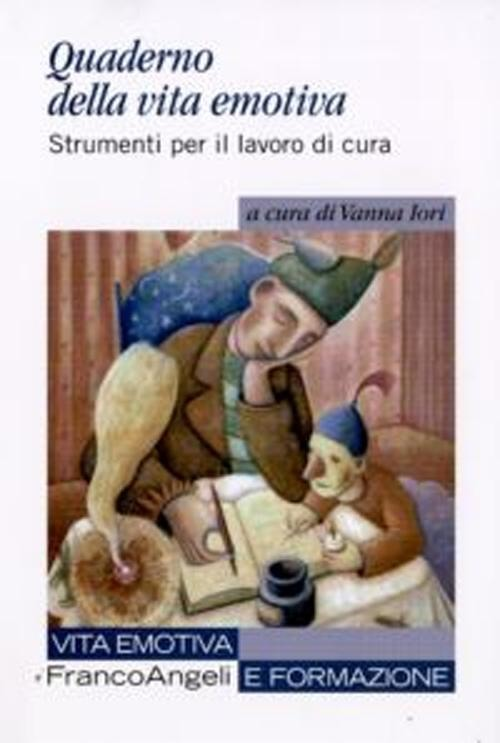 Quaderno
della vita emotiva
Strumenti per il lavoro di cura
a cura di Vanna Iori
VITA EMOTIVA
FrancoAngeli
E FORMAZIONE